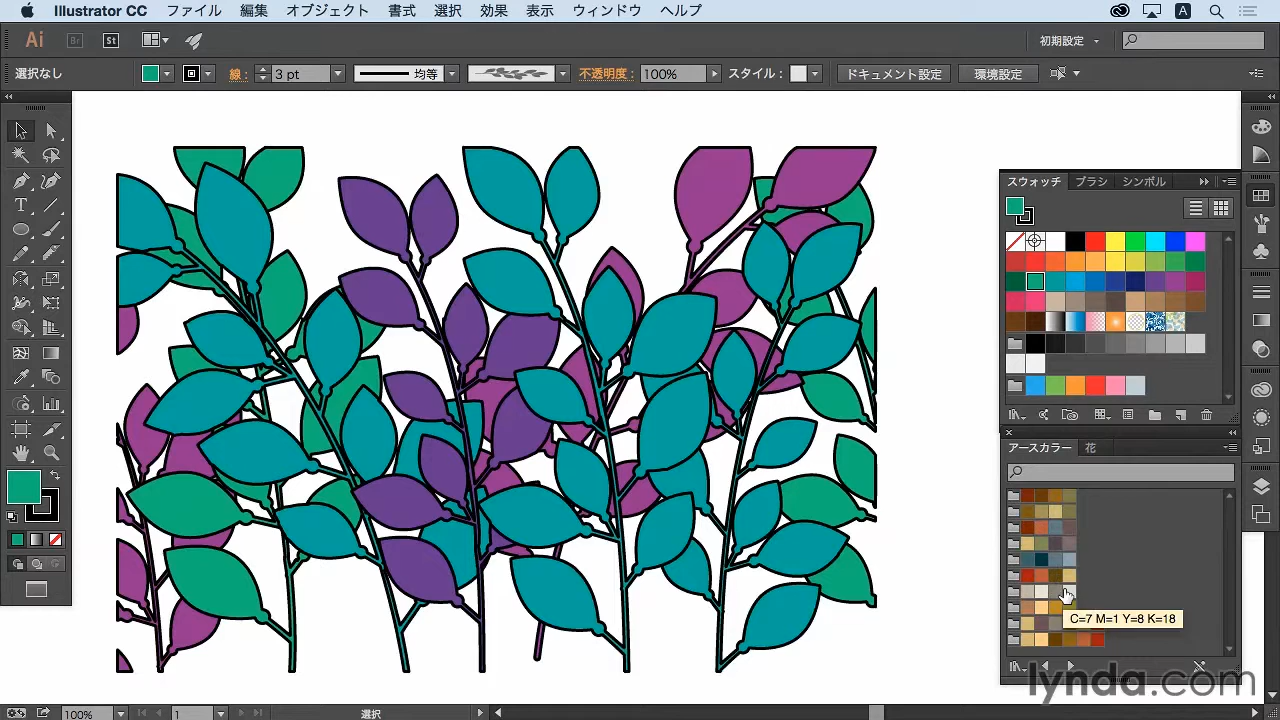 Illustrator CC ファイル 編集 オブジェクト 書式 選択 効果 表示 ウィンドウ ヘルプ
Ai Br St 初期設定
選択なし 線 : 3 pt 均等 不透明度 : 100% スタイル : ドキュメント設定 環境設定
スウォッチ ブラシ シンボル
アースカラー 花
C=7 M=1 Y=8 K=18
lynda.com
100% 1 選択